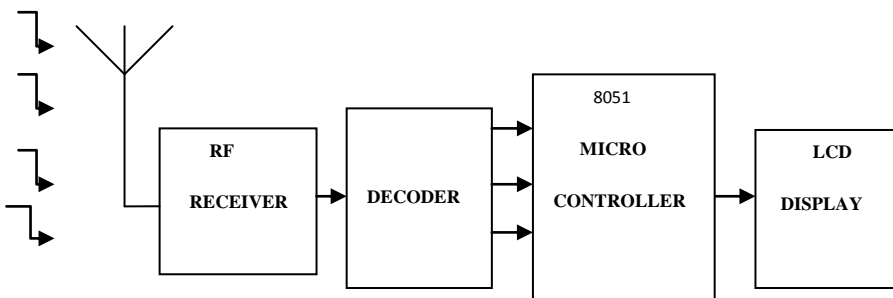 RF
RECEIVER
DECODER
8051
MICRO
CONTROLLER
LCD
DISPLAY